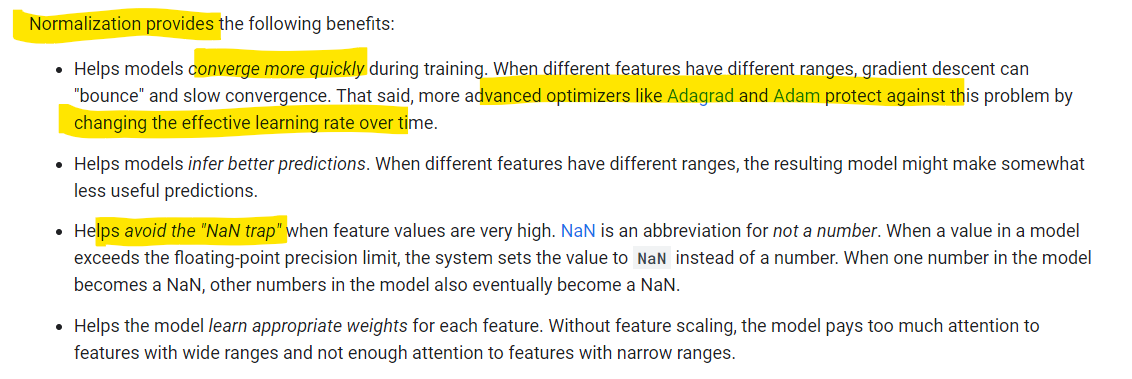 Normalization provides the following benefits:
• Helps models converge more quickly during training. When different features have different ranges, gradient descent can
"bounce" and slow convergence. That said, more advanced optimizers like Adagrad and Adam protect against this problem by
changing the effective learning rate over time.
• Helps models infer better predictions. When different features have different ranges, the resulting model might make somewhat
less useful predictions.
• Helps avoid the "NaN trap" when feature values are very high. NaN is an abbreviation for not a number. When a value in a model
exceeds the floating-point precision limit, the system sets the value to NaN instead of a number. When one number in the model
becomes a NaN, other numbers in the model also eventually become a NaN.
• Helps the model learn appropriate weights for each feature. Without feature scaling, the model pays too much attention to
features with wide ranges and not enough attention to features with narrow ranges.